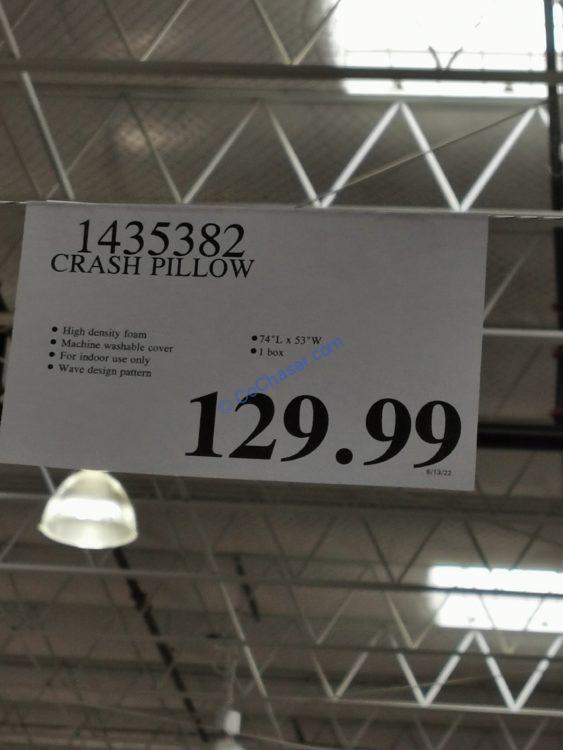 1435382
CRASH PILLOW
• High density foam
• Machine washable cover
• For indoor use only
• Wave design pattern
• 74"L x 53"W
• 1 box
© CoChaser.com
129.99
6/13/22